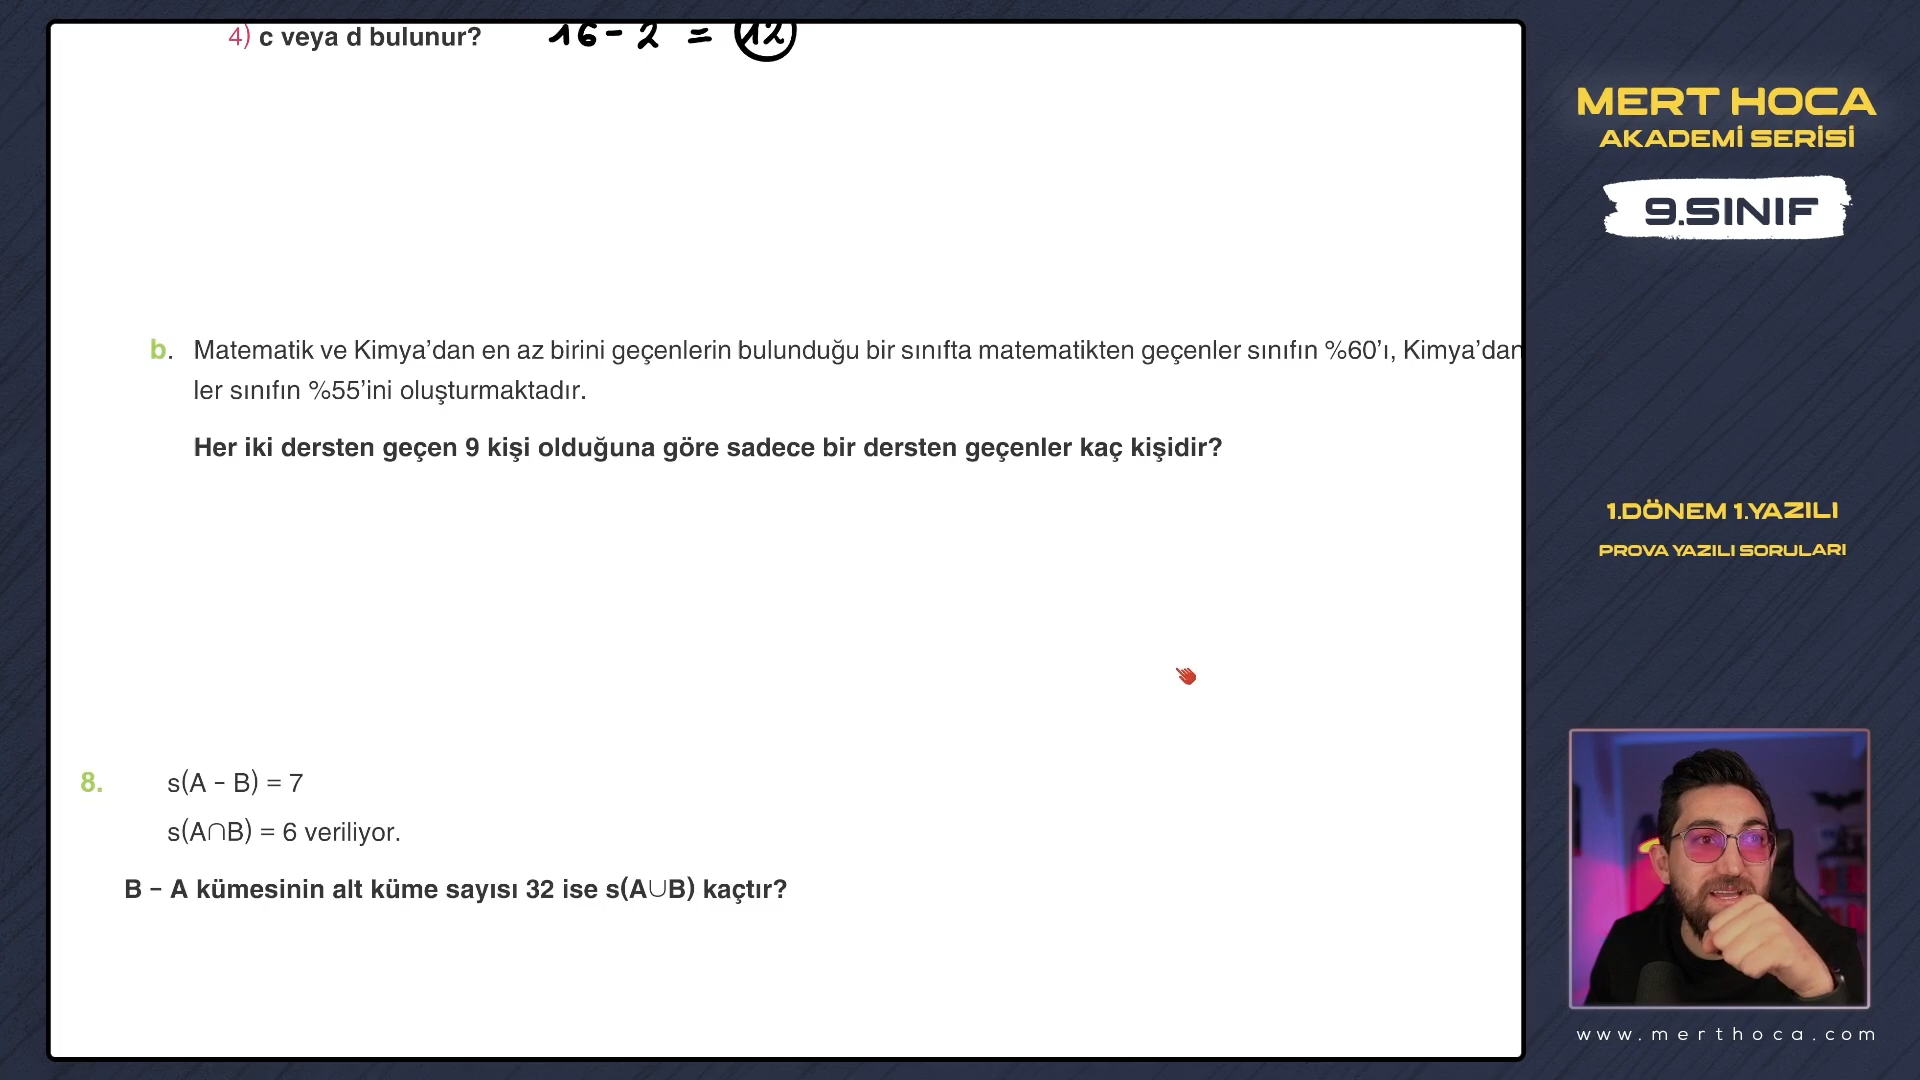 4) c veya d bulunur? 16 - 2 = 12
b. Matematik ve Kimya’dan en az birini geçenlerin bulunduğu bir sınıfta matematikten geçenler sınıfın %60’ı, Kimya’dan
ler sınıfın %55’ini oluşturmaktadır.
Her iki dersten geçen 9 kişi olduğuna göre sadece bir dersten geçenler kaç kişidir?
8. s(A - B) = 7
s(A∩B) = 6 veriliyor.
B - A kümesinin alt küme sayısı 32 ise s(A∪B) kaçtır?
MERT HOCA
AKADEMİ SERİSİ
9.SINIF
1.DÖNEM 1.YAZILI
PROVA YAZILI SORULARI
www.merthoca.com